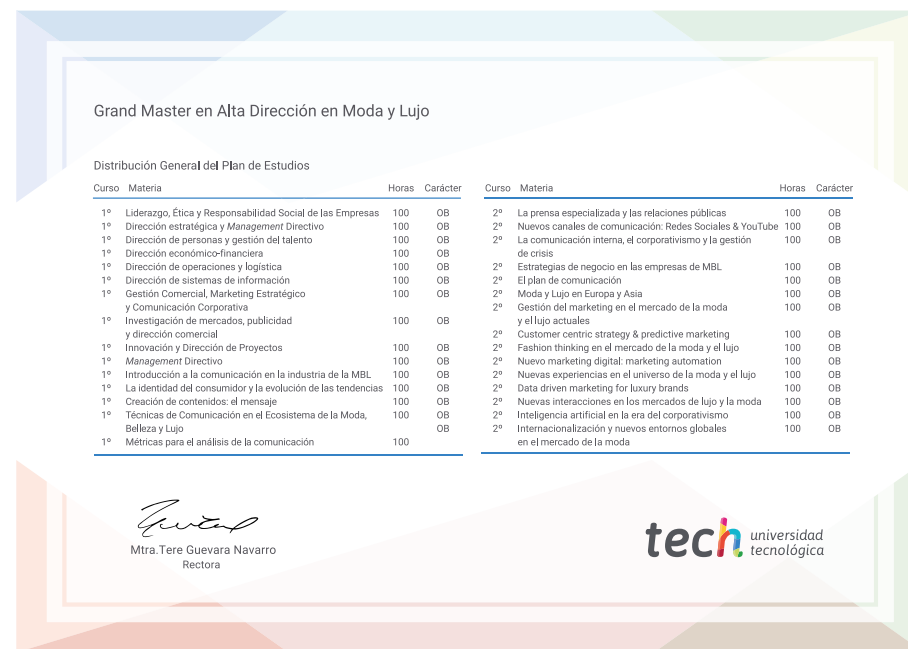 Grand Master en Alta Dirección en Moda y Lujo
Distribución General del Plan de Estudios
Curso Materia Horas Carácter
1º Liderazgo, Ética y Responsabilidad Social de las Empresas 100 OB
1º Dirección estratégica y Management Directivo 100 OB
1º Dirección de personas y gestión del talento 100 OB
1º Dirección económico-financiera 100 OB
1º Dirección de operaciones y logística 100 OB
1º Dirección de sistemas de información 100 OB
1º Gestión Comercial, Marketing Estratégico 100 OB
y Comunicación Corporativa
1º Investigación de mercados, publicidad 100 OB
y dirección comercial
1º Innovación y Dirección de Proyectos 100 OB
1º Management Directivo 100 OB
1º Introducción a la comunicación en la industria de la MBL 100 OB
1º La identidad del consumidor y la evolución de las tendencias 100 OB
1º Creación de contenidos: el mensaje 100 OB
1º Técnicas de Comunicación en el Ecosistema de la Moda, 100 OB
Belleza y Lujo OB
1º Métricas para el análisis de la comunicación 100
Curso Materia Horas Carácter
2º La prensa especializada y las relaciones públicas 100 OB
2º Nuevos canales de comunicación: Redes Sociales & YouTube 100 OB
2º La comunicación interna, el corporativismo y la gestión 100 OB
de crisis
2º Estrategias de negocio en las empresas de MBL 100 OB
2º El plan de comunicación 100 OB
2º Moda y Lujo en Europa y Asia 100 OB
2º Gestión del marketing en el mercado de la moda 100 OB
y el lujo actuales
2º Customer centric strategy & predictive marketing 100 OB
2º Fashion thinking en el mercado de la moda y el lujo 100 OB
2º Nuevo marketing digital: marketing automation 100 OB
2º Nuevas experiencias en el universo de la moda y el lujo 100 OB
2º Data driven marketing for luxury brands 100 OB
2º Nuevas interacciones en los mercados de lujo y la moda 100 OB
2º Inteligencia artificial en la era del corporativismo 100 OB
2º Internacionalización y nuevos entornos globales 100 OB
en el mercado de la moda
Mtra.Tere Guevara Navarro
Rectora
tech universidad
tecnológica